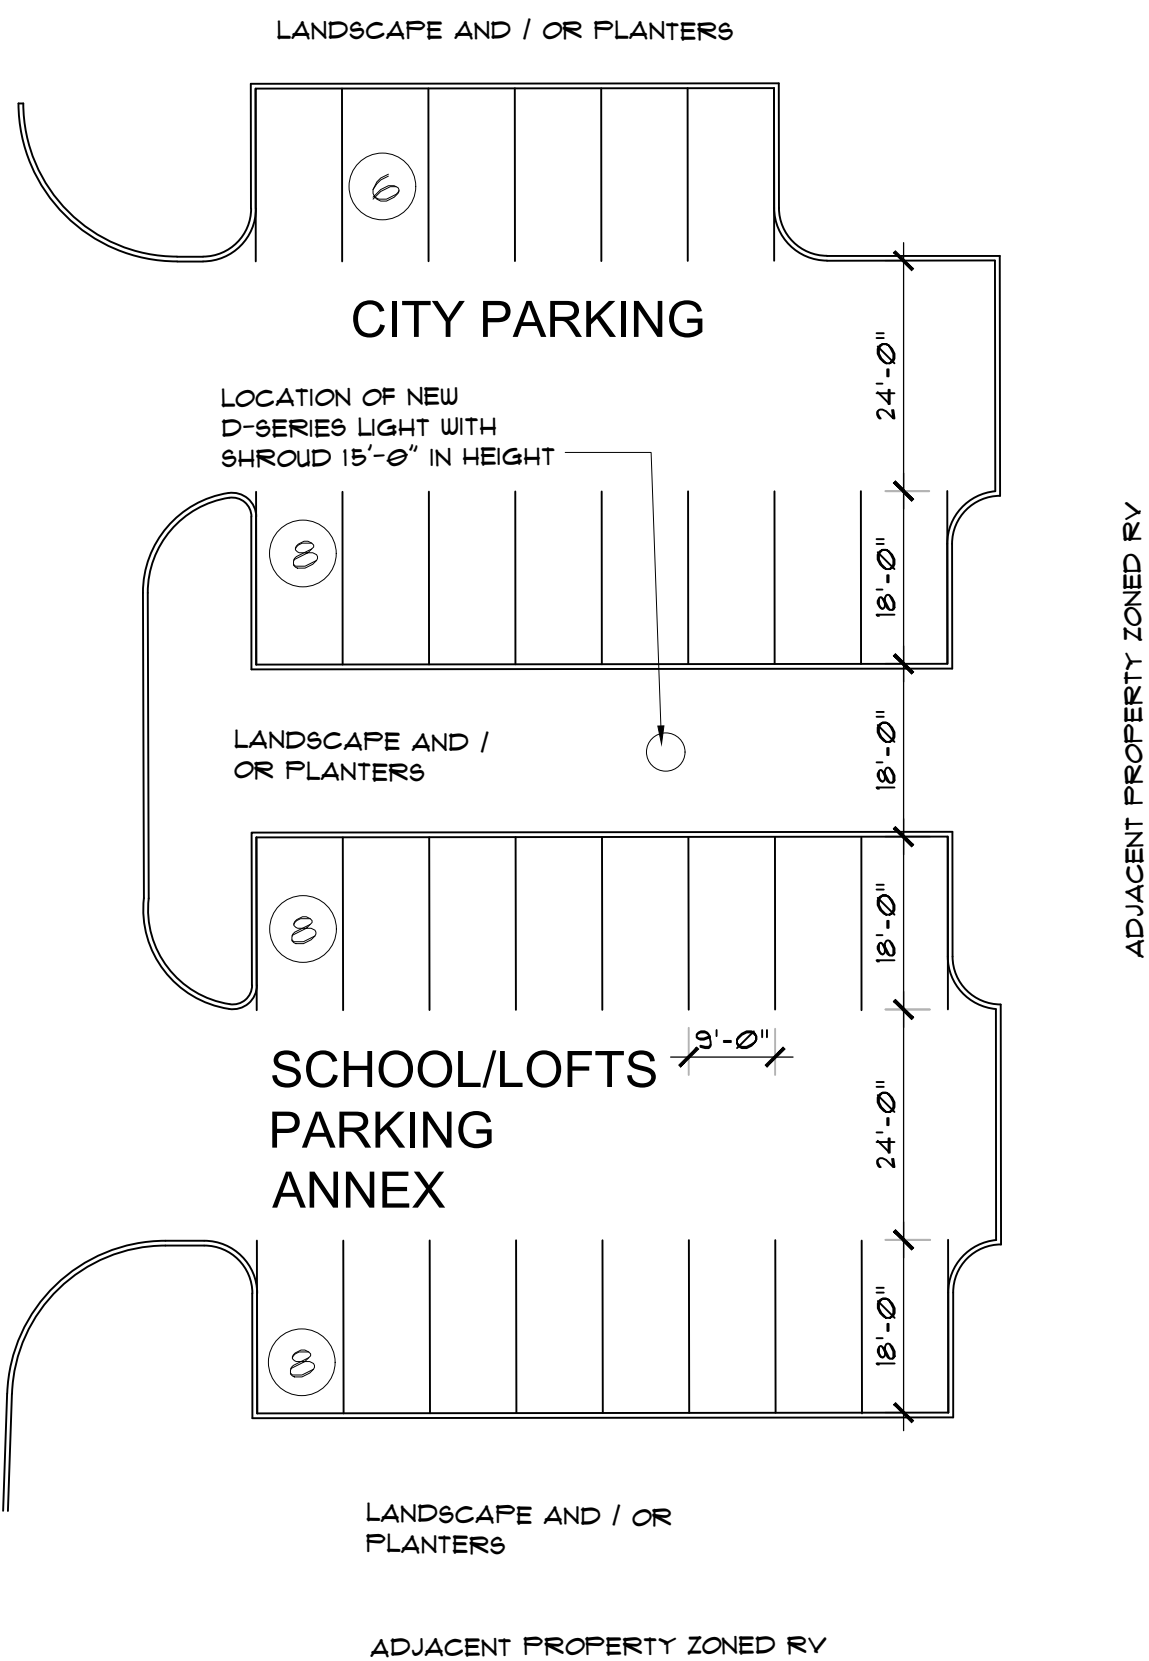 LANDSCAPE AND / OR PLANTERS
6
CITY PARKING
24'-0"
LOCATION OF NEW
D-SERIES LIGHT WITH
SHROUD 15'-0" IN HEIGHT
8
18'-0"
ADJACENT PROPERTY ZONED RV
LANDSCAPE AND /
OR PLANTERS
18'-0"
8
18'-0"
9'-0"
SCHOOL/LOFTS
PARKING
ANNEX
24'-0"
8
18'-0"
LANDSCAPE AND / OR
PLANTERS
ADJACENT PROPERTY ZONED RV